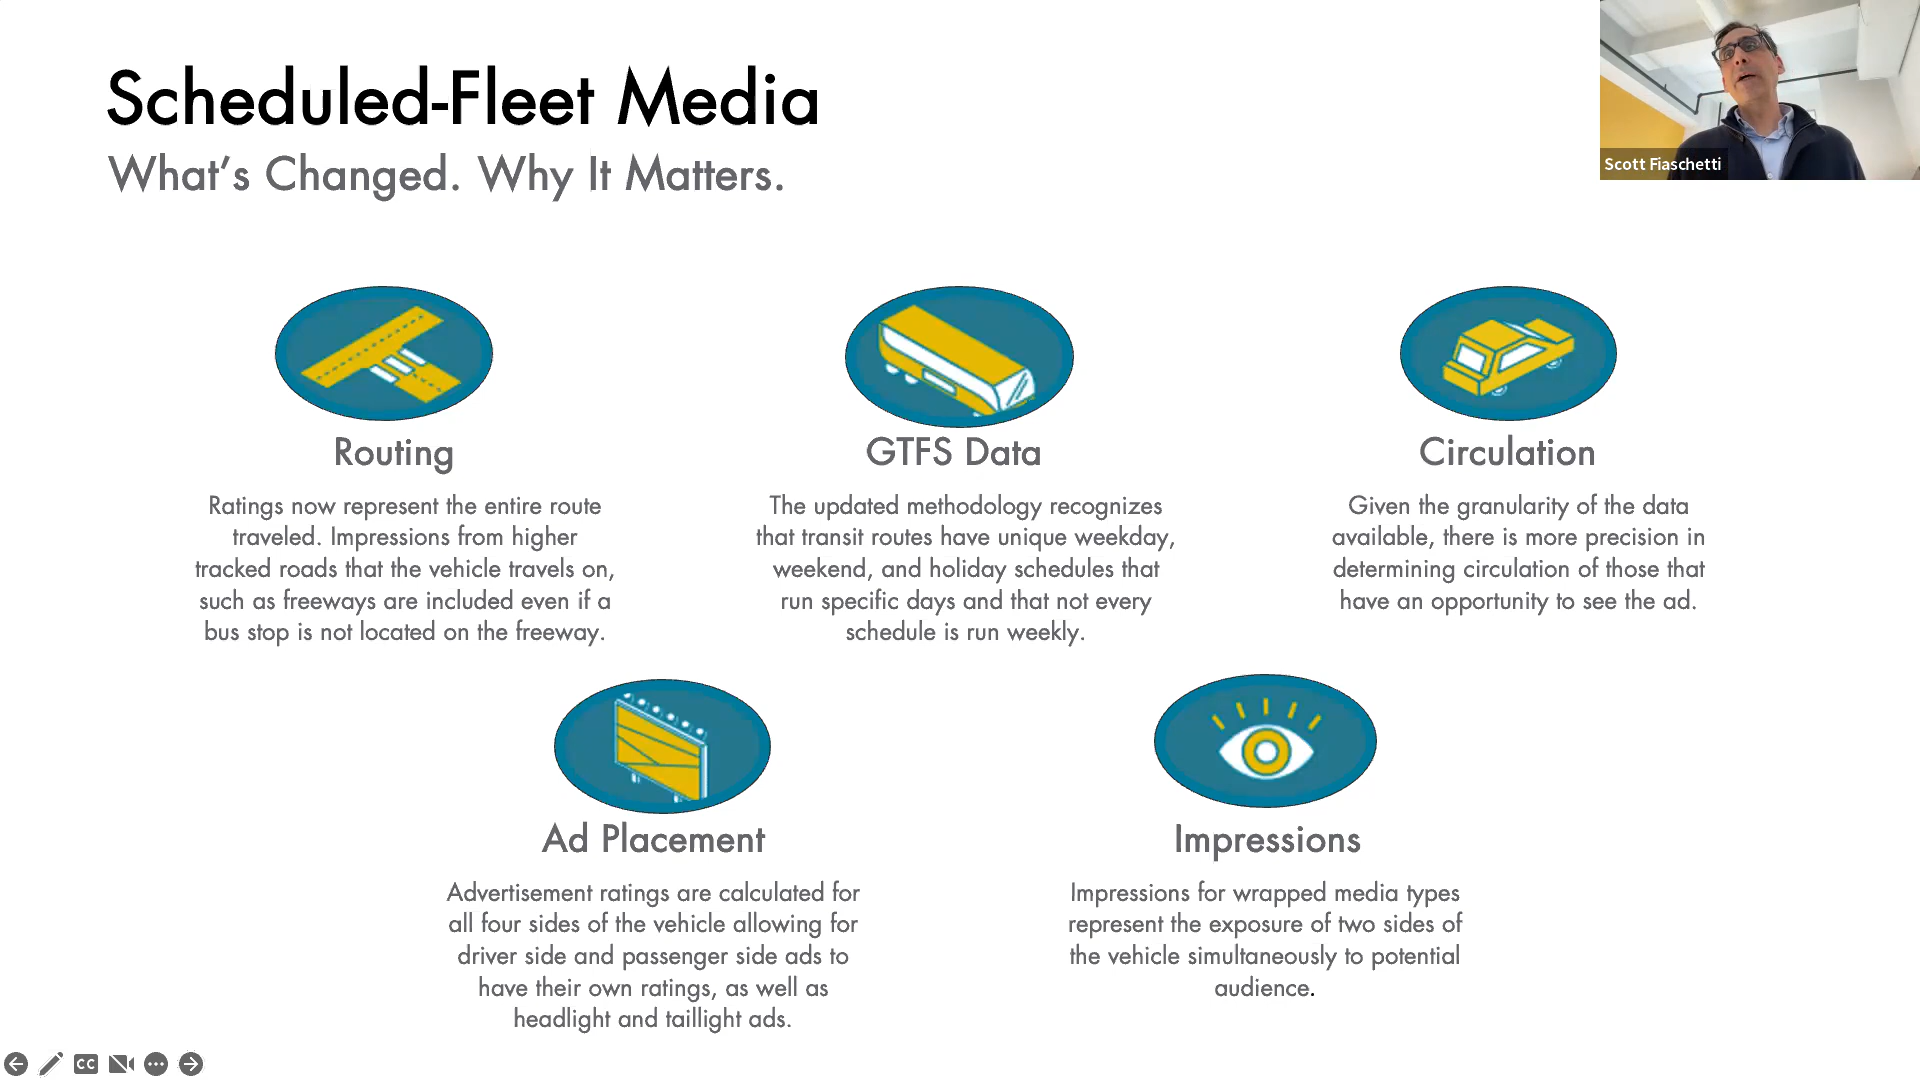 Scheduled-Fleet Media
What's Changed. Why It Matters.
Scott Fiaschetti
Routing
Ratings now represent the entire route
traveled. Impressions from higher
tracked roads that the vehicle travels on,
such as freeways are included even if a
bus stop is not located on the freeway.
GTFS Data
The updated methodology recognizes
that transit routes have unique weekday,
weekend, and holiday schedules that
run specific days and that not every
schedule is run weekly.
Circulation
Given the granularity of the data
available, there is more precision in
determining circulation of those that
have an opportunity to see the ad.
Ad Placement
Advertisement ratings are calculated for
all four sides of the vehicle allowing for
driver side and passenger side ads to
have their own ratings, as well as
headlight and taillight ads.
Impressions
Impressions for wrapped media types
represent the exposure of two sides of
the vehicle simultaneously to potential
audience.
CC